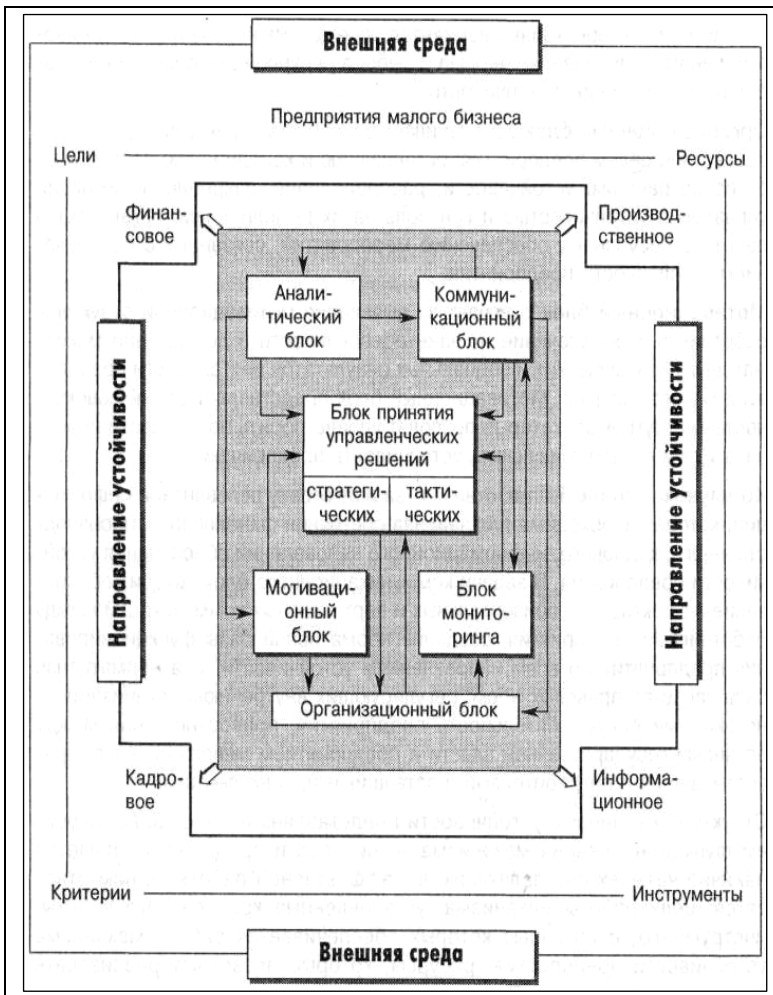 Внешняя среда
Предприятия малого бизнеса
Цели
Ресурсы
Финан-
совое
Производ-
ственное
Анали-
тический
блок
Коммуни-
кационный
блок
Направление устойчивости
Блок принятия
управленческих
решений
стратеги-
ческих
такти-
ческих
Направление устойчивости
Мотиваци-
онный
блок
Блок
монито-
ринга
Организационный блок
Кадро-
вое
Информа-
ционное
Критерии
Инструменты
Внешняя среда